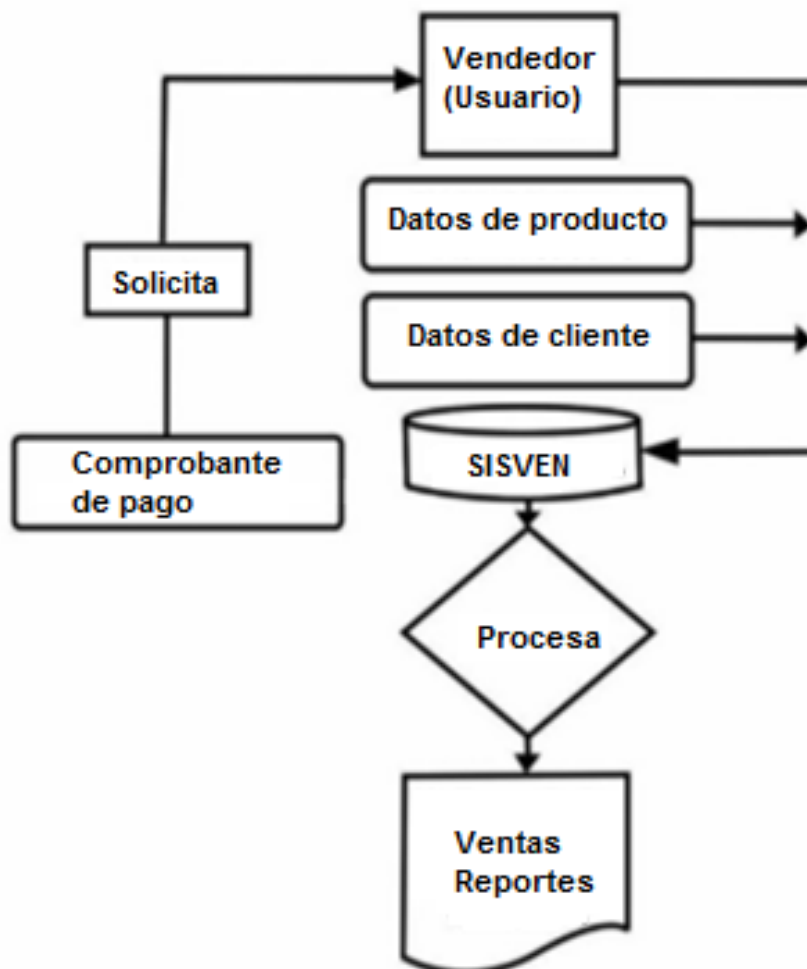 Vendedor
(Usuario)
Datos de producto
Solicita
Datos de cliente
Comprobante
de pago
SISVEN
Procesa
Ventas
Reportes